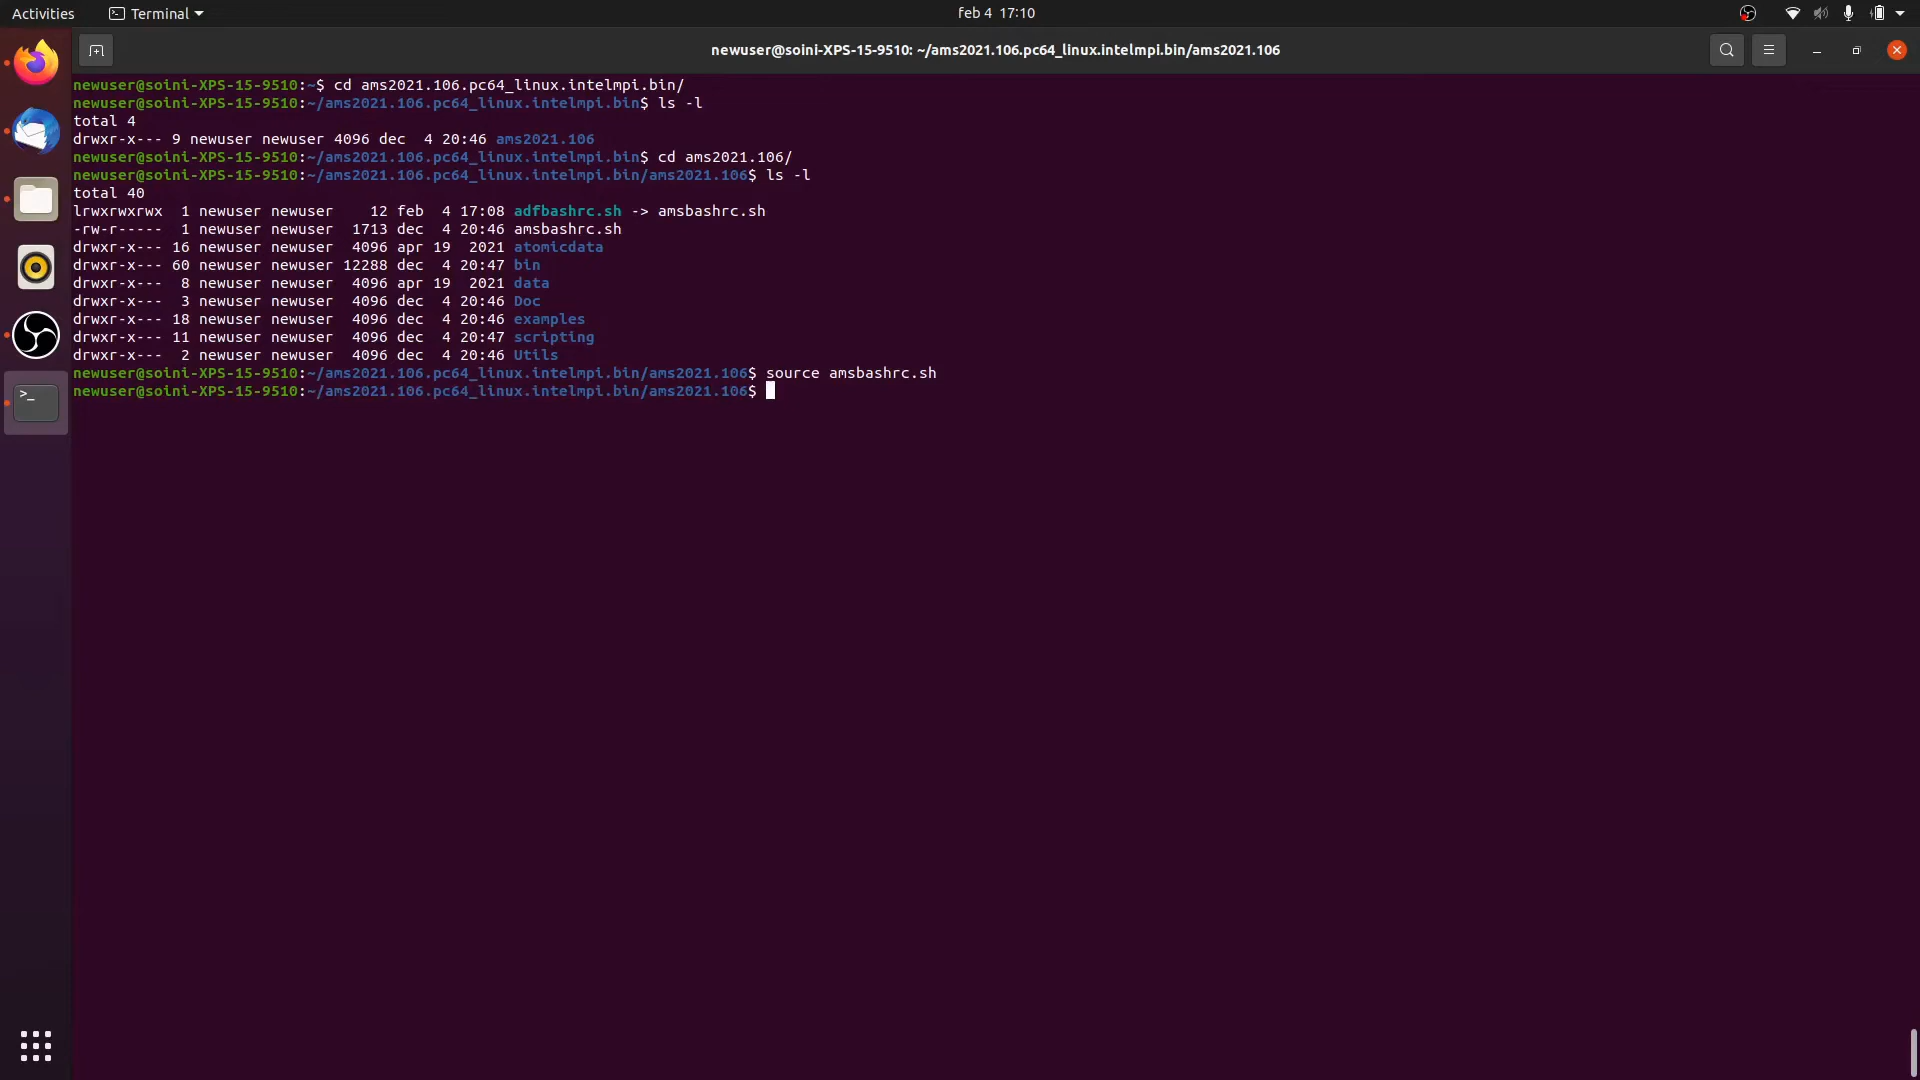 Activities Terminal feb 4 17:10
newuser@soini-XPS-15-9510: ~/ams2021.106.pc64_linux.intelmpi.bin/ams2021.106
newuser@soini-XPS-15-9510:~$ cd ams2021.106.pc64_linux.intelmpi.bin/
newuser@soini-XPS-15-9510:~/ams2021.106.pc64_linux.intelmpi.bin$ ls -l
total 4
drwxr-x--- 9 newuser newuser 4096 dec  4 20:46 ams2021.106
newuser@soini-XPS-15-9510:~/ams2021.106.pc64_linux.intelmpi.bin$ cd ams2021.106/
newuser@soini-XPS-15-9510:~/ams2021.106.pc64_linux.intelmpi.bin/ams2021.106$ ls -l
total 40
lrwxrwxrwx  1 newuser newuser    12 feb  4 17:08 adfbashrc.sh -> amsbashrc.sh
-rw-r-----  1 newuser newuser  1713 dec  4 20:46 amsbashrc.sh
drwxr-x--- 16 newuser newuser  4096 apr 19  2021 atomicdata
drwxr-x--- 60 newuser newuser 12288 dec  4 20:47 bin
drwxr-x---  8 newuser newuser  4096 apr 19  2021 data
drwxr-x---  3 newuser newuser  4096 dec  4 20:46 Doc
drwxr-x--- 18 newuser newuser  4096 dec  4 20:46 examples
drwxr-x--- 11 newuser newuser  4096 dec  4 20:47 scripting
drwxr-x---  2 newuser newuser  4096 dec  4 20:46 Utils
newuser@soini-XPS-15-9510:~/ams2021.106.pc64_linux.intelmpi.bin/ams2021.106$ source amsbashrc.sh
newuser@soini-XPS-15-9510:~/ams2021.106.pc64_linux.intelmpi.bin/ams2021.106$